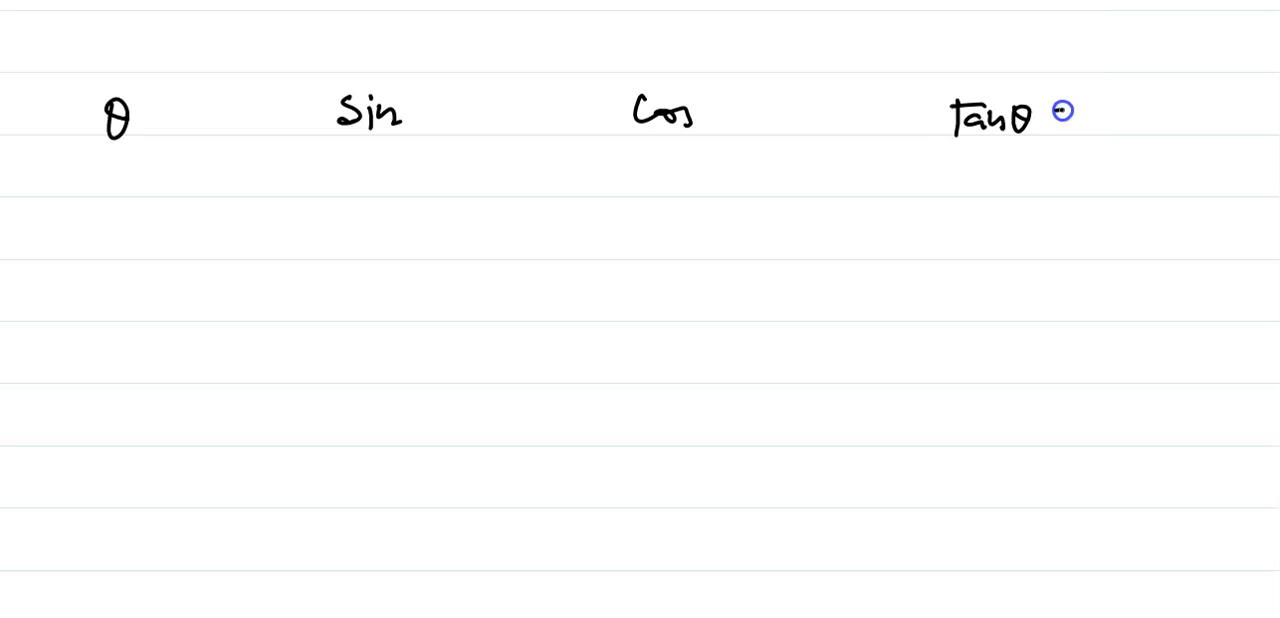 θ sin cos Tanθ